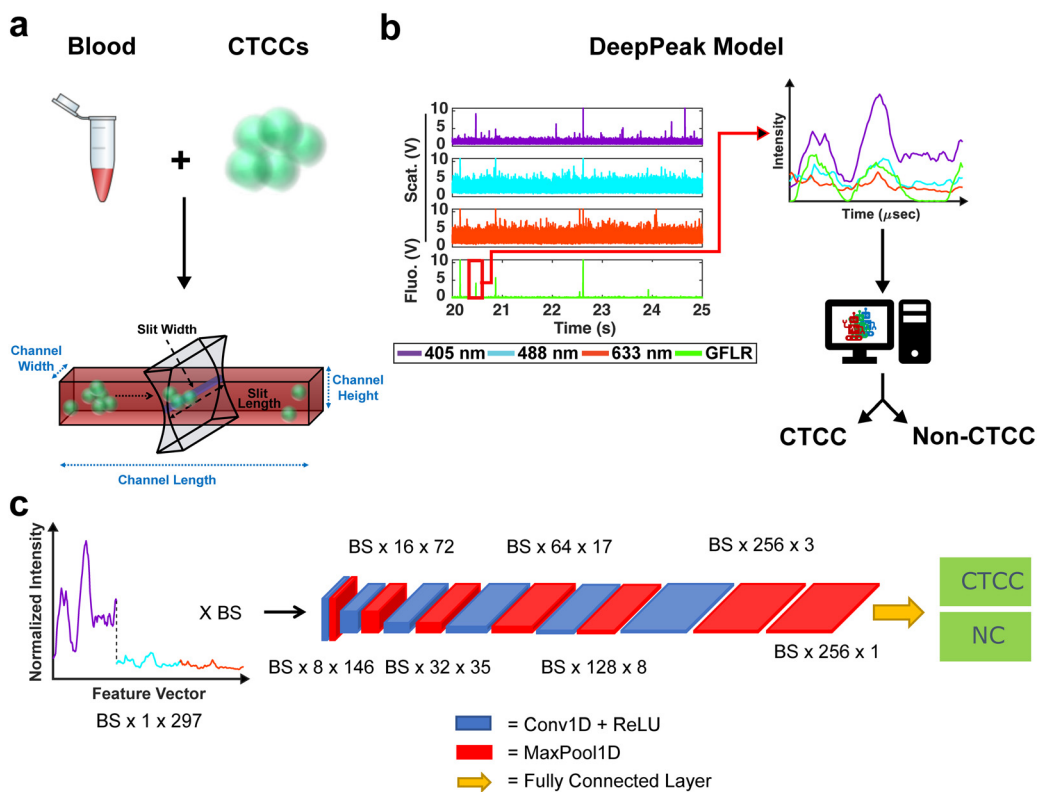 a
Blood
CTCCs
+
Slit Width
Channel
Width
Slit
Length
Channel
Height
Channel Length
b
DeepPeak Model
Scat. (V)
Fluo. (V)
10
5
0
10
5
0
10
5
0
10
5
0
20
21
22
23
24
25
Time (s)
405 nm
488 nm
633 nm
GFLR
Intensity
Time (μsec)
CTCC
Non-CTCC
c
Normalized Intensity
Feature Vector
BS x 1 x 297
X BS
BS x 16 x 72
BS x 64 x 17
BS x 256 x 3
BS x 8 x 146
BS x 32 x 35
BS x 128 x 8
BS x 256 x 1
CTCC
NC
= Conv1D + ReLU
= MaxPool1D
= Fully Connected Layer